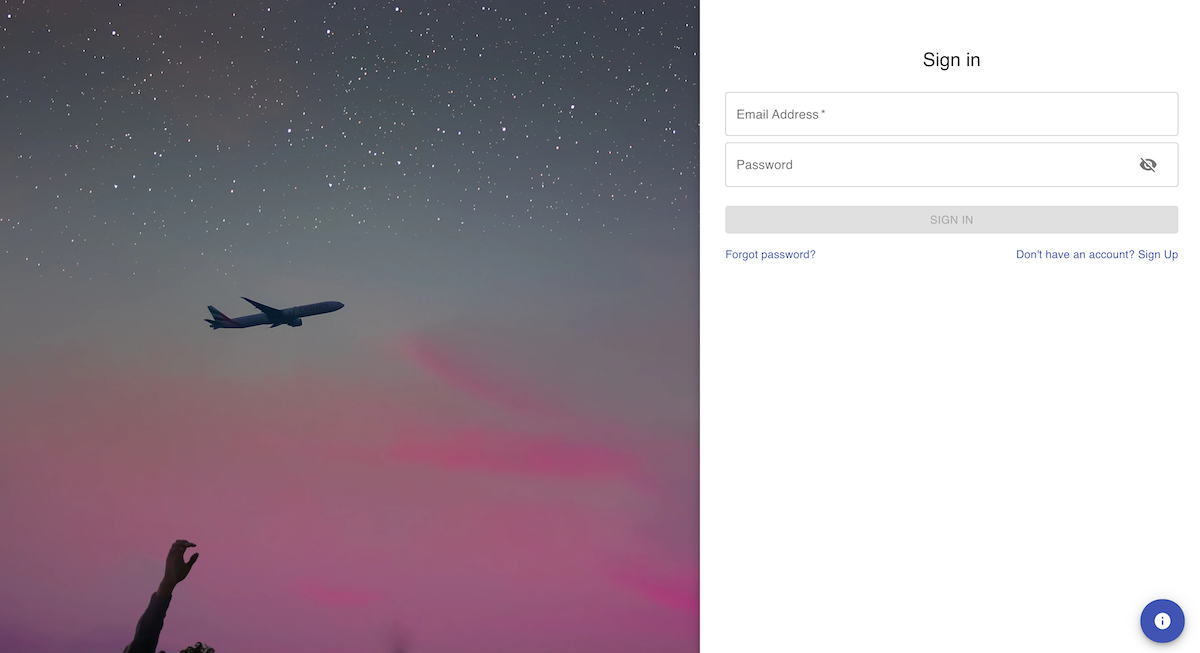 Sign in
Email Address *
Password
SIGN IN
Forgot password? Don't have an account? Sign Up